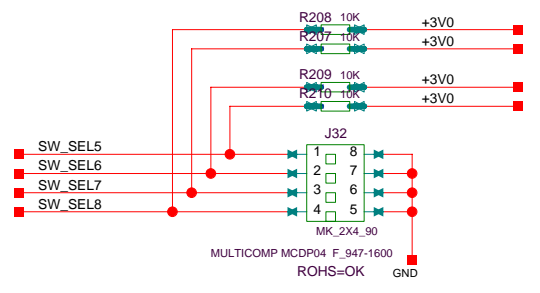 R208 10K +3V0
R207 10K +3V0
R209 10K +3V0
R210 10K +3V0
J32
SW_SEL5 1 8
SW_SEL6 2 7
SW_SEL7 3 6
SW_SEL8 4 5
MK_2X4_90
MULTICOMP MCDP04 F_947-1600
ROHS=OK GND